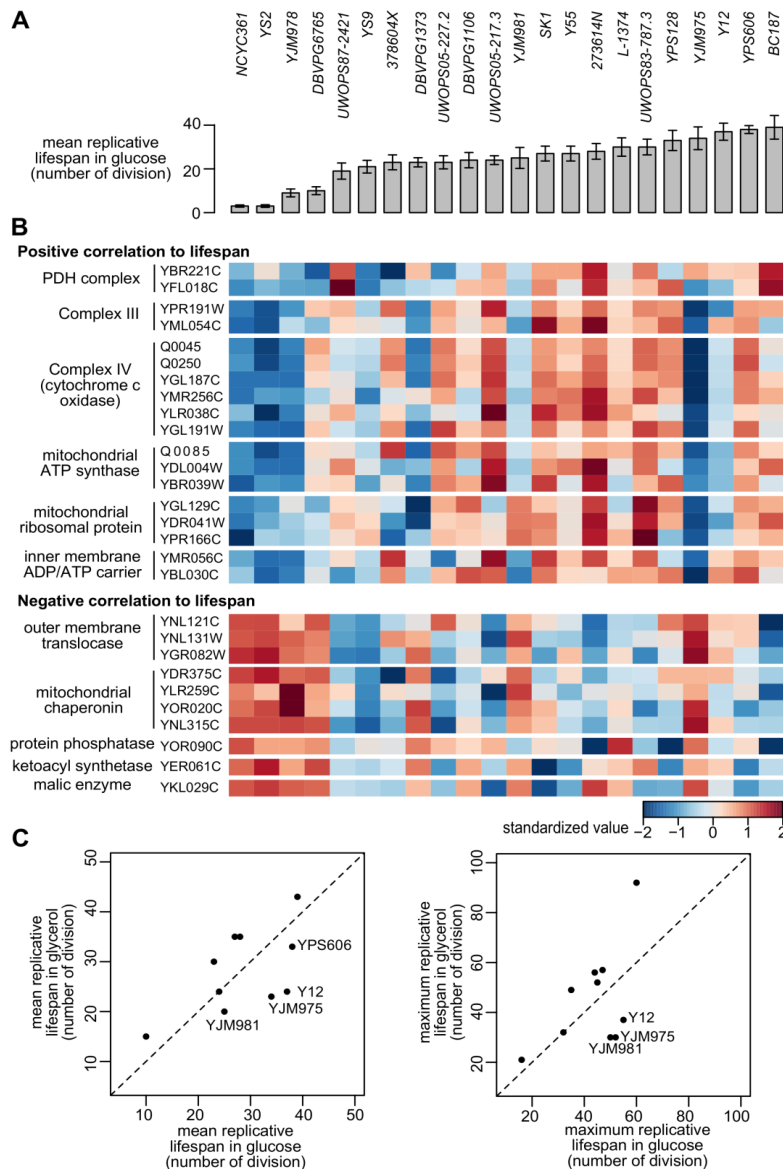 A
NCYC361
YS2
YJM978
DBVPG6765
UWOPS87-2421
YS9
378604X
DBVPG1373
UWOPS05-227.2
DBVPG1106
UWOPS05-217.3
YJM981
SK1
Y55
273614N
L-1374
UWOPS83-787.3
YPS128
YJM975
Y12
YPS606
BC187
mean replicative
lifespan in glucose
(number of division)
40
20
0
B
Positive correlation to lifespan
PDH complex
YBR221C
YFL018C
Complex III
YPR191W
YML054C
Complex IV
(cytochrome c
oxidase)
Q0045
Q0250
YGL187C
YMR256C
YLR038C
YGL191W
mitochondrial
ATP synthase
Q0085
YDL004W
YBR039W
mitochondrial
ribosomal protein
YGL129C
YDR041W
YPR166C
inner membrane
ADP/ATP carrier
YMR056C
YBL030C
Negative correlation to lifespan
outer membrane
translocase
YNL121C
YNL131W
YGR082W
mitochondrial
chaperonin
YDR375C
YLR259C
YOR020C
YNL315C
protein phosphatase YOR090C
ketoacyl synthetase YER061C
malic enzyme YKL029C
standardized value
−2 −1 0 1 2
C
mean replicative
lifespan in glycerol
(number of division)
50
40
30
20
10
YPS606
Y12
YJM975
YJM981
10 20 30 40 50
mean replicative
lifespan in glucose
(number of division)
maximum replicative
lifespan in glycerol
(number of division)
100
80
60
40
20
Y12
YJM975
YJM981
20 40 60 80 100
maximum replicative
lifespan in glucose
(number of division)